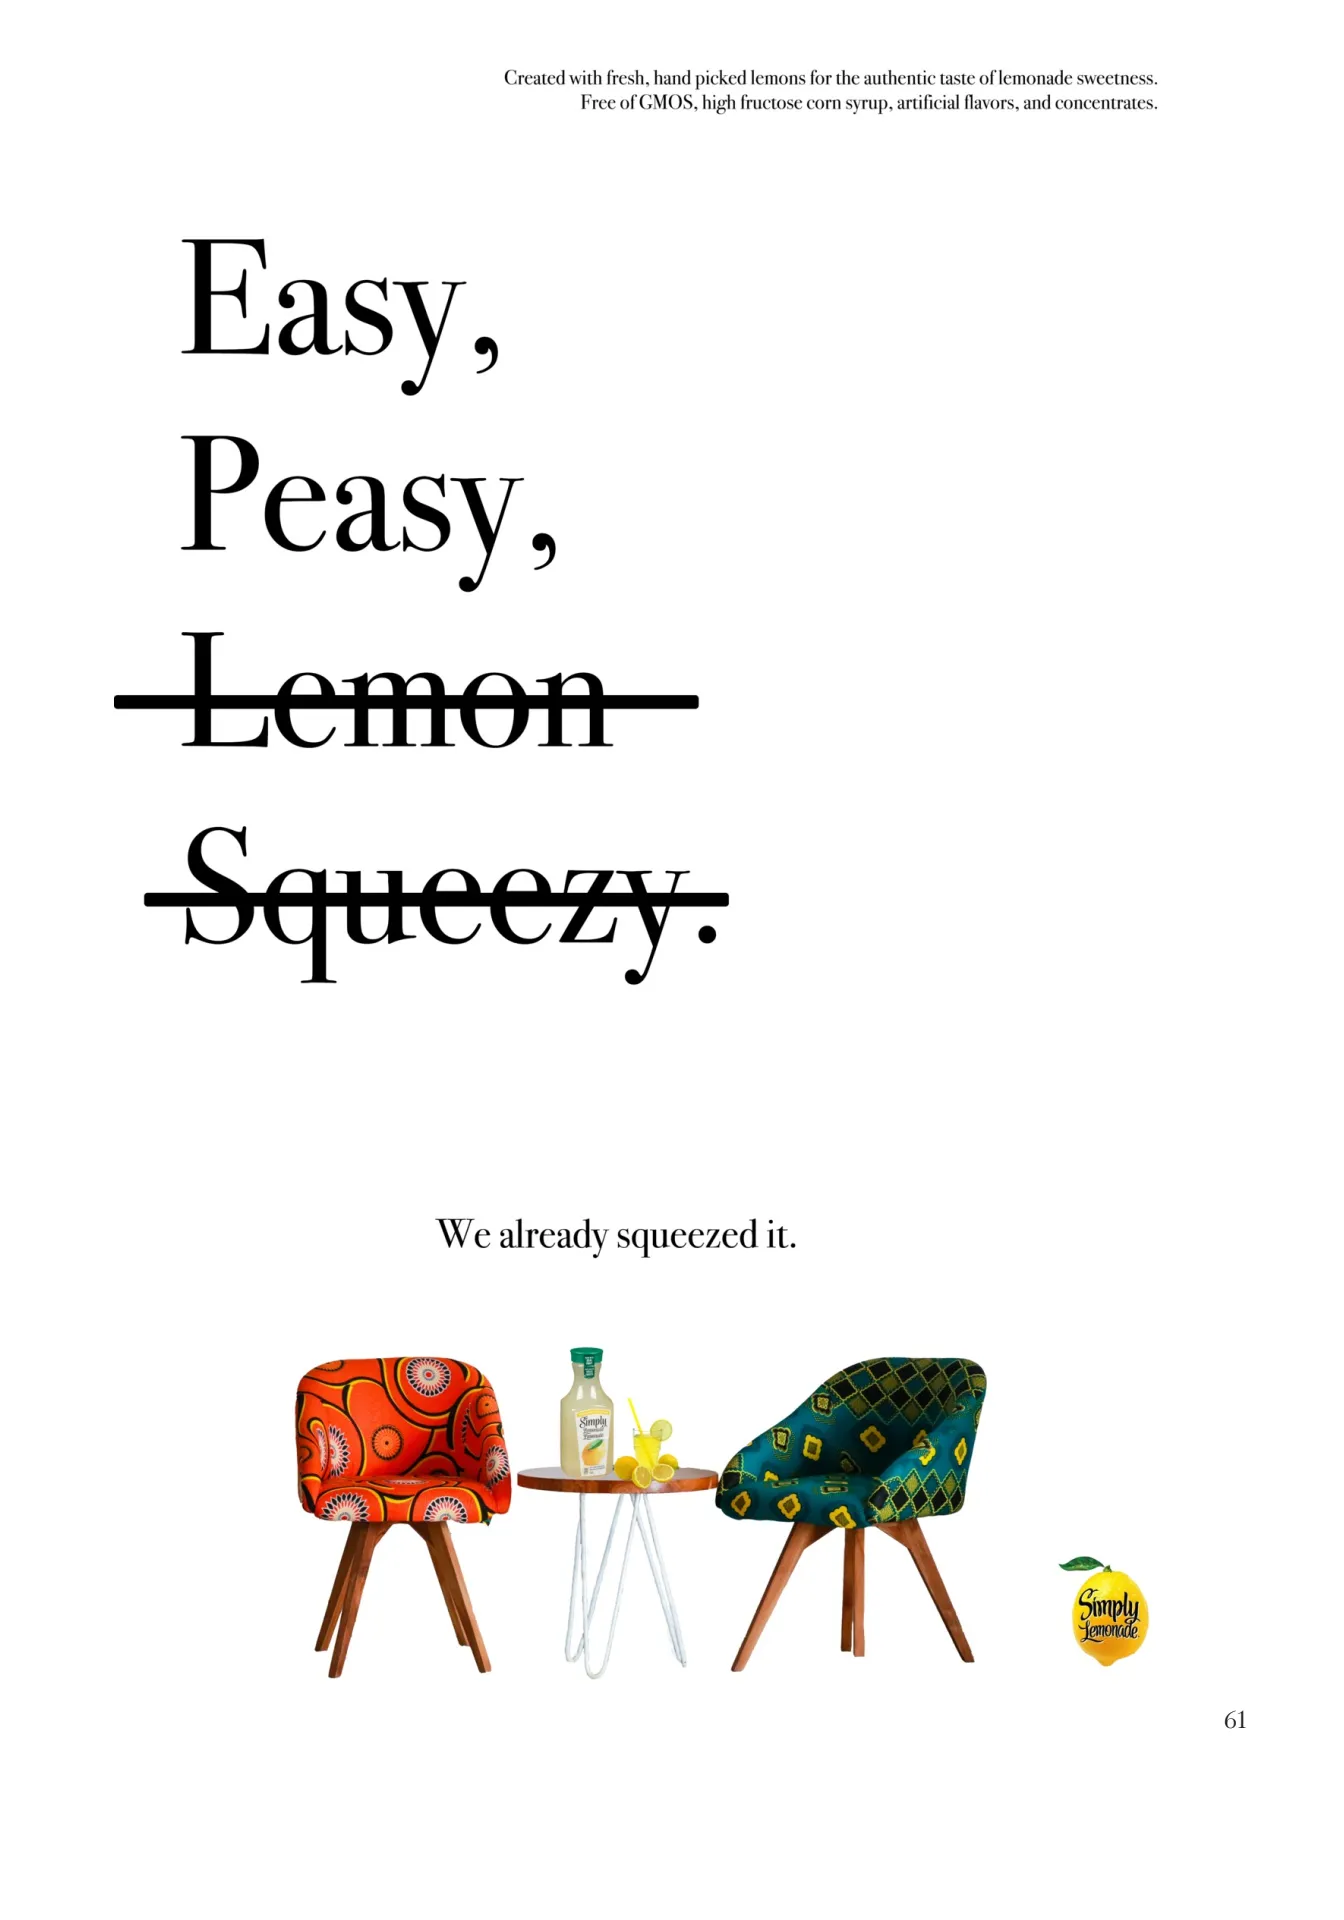 Created with fresh, hand picked lemons for the authentic taste of lemonade sweetness.
Free of GMOS, high fructose corn syrup, artificial flavors, and concentrates.
Easy,
Peasy,
Lemon
Squeezy.
We already squeezed it.
Simply
Lemonade
Simply
Lemonade
61